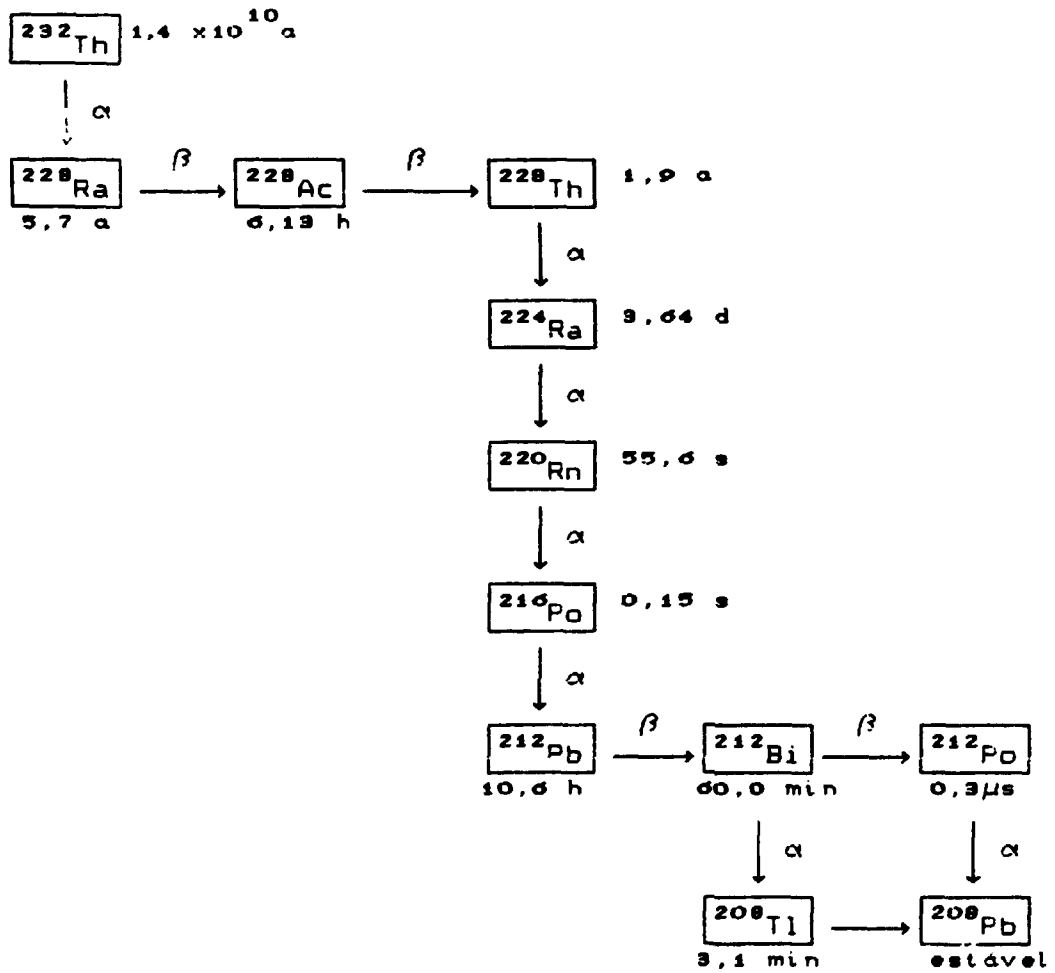 232Th 1,4 ×10^10 a
α
β β
228Ra 228Ac 228Th 1,9 a
5,7 a 6,13 h
α
224Ra 3,64 d
α
220Rn 55,6 s
α
216Po 0,15 s
α
β β
212Pb 212Bi 212Po
10,6 h 60,0 min 0,3μs
α α
208Tl 208Pb
3,1 min estável